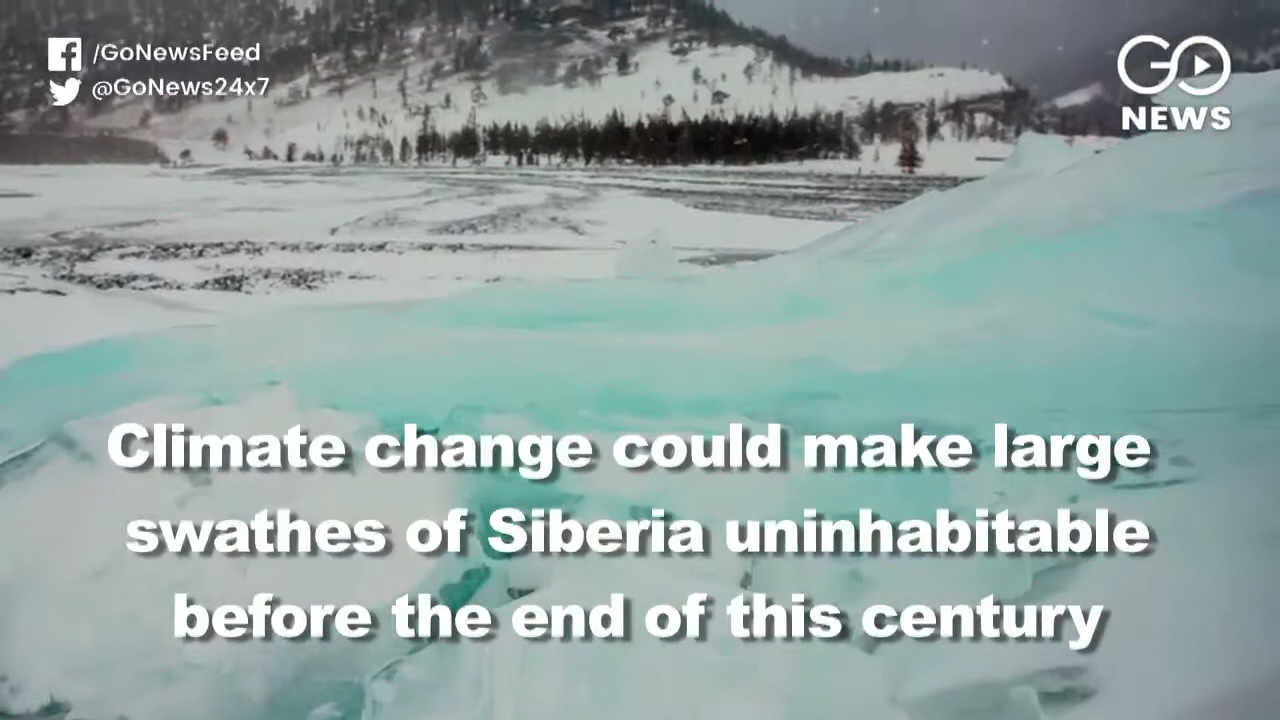 /GoNewsFeed
@GoNews24x7
GO
NEWS
Climate change could make large
swathes of Siberia uninhabitable
before the end of this century